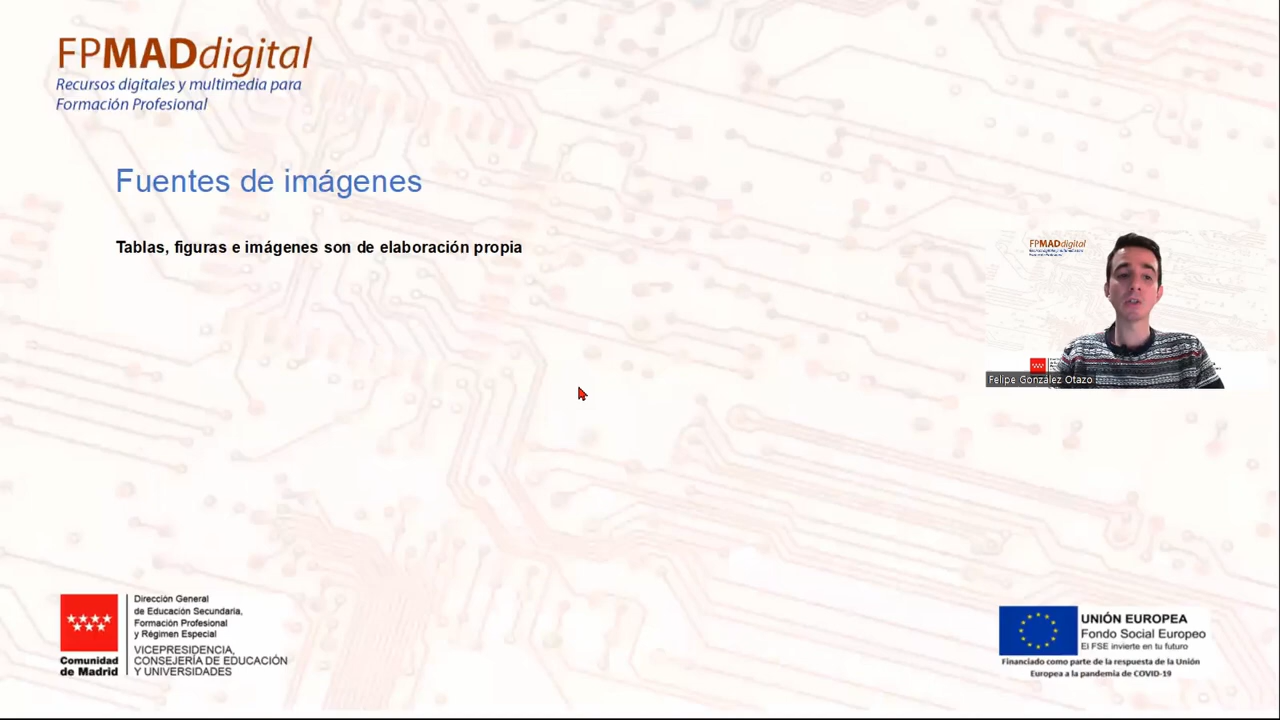 FPMADdigital
Recursos digitales y multimedia para
Formación Profesional
Fuentes de imágenes
Tablas, figuras e imágenes son de elaboración propia
FPMADdigital
Felipe González Otazo
Comunidad
de Madrid
Dirección General
de Educación Secundaria,
Formación Profesional
y Régimen Especial
VICEPRESIDENCIA,
CONSEJERÍA DE EDUCACIÓN
Y UNIVERSIDADES
UNIÓN EUROPEA
Fondo Social Europeo
El FSE invierte en tu futuro
Financiado como parte de la respuesta de la Unión
Europea a la pandemia de COVID-19